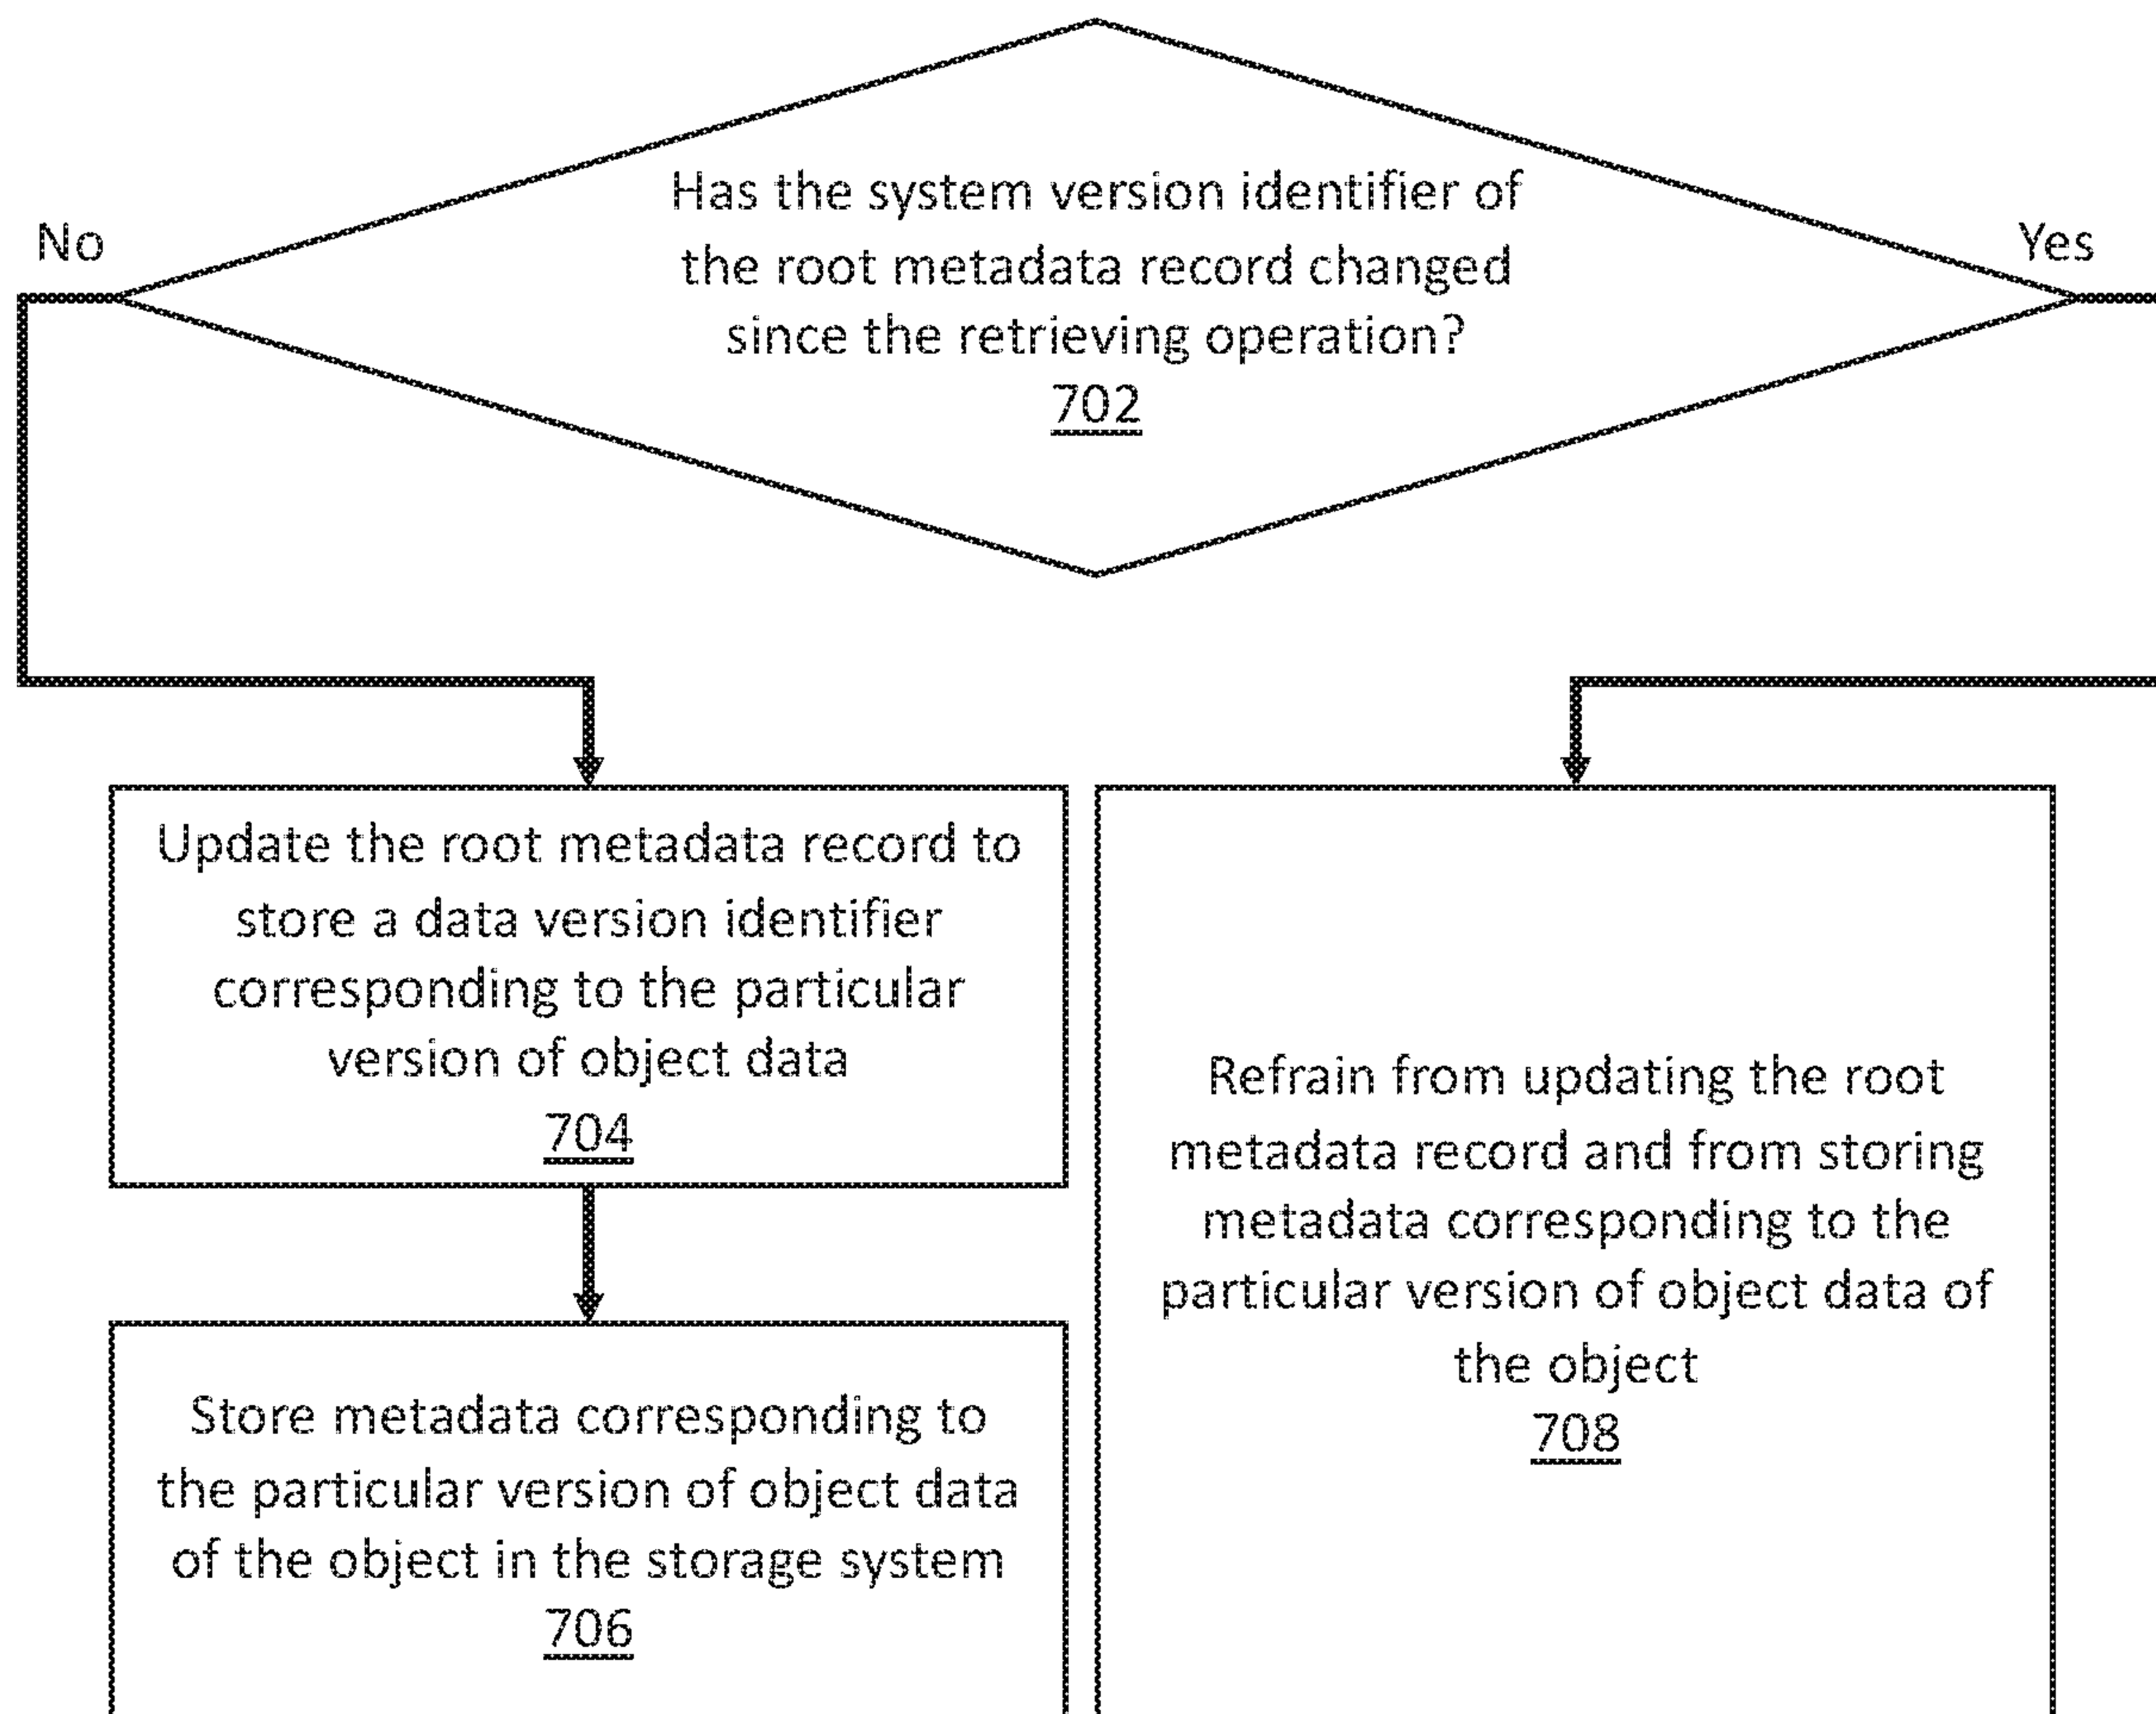 Has the system version identifier of
the root metadata record changed
since the retrieving operation?
702
No
Yes
Update the root metadata record to
store a data version identifier
corresponding to the particular
version of object data
704
Refrain from updating the root
metadata record and from storing
metadata corresponding to the
particular version of object data of
the object
708
Store metadata corresponding to
the particular version of object data
of the object in the storage system
706